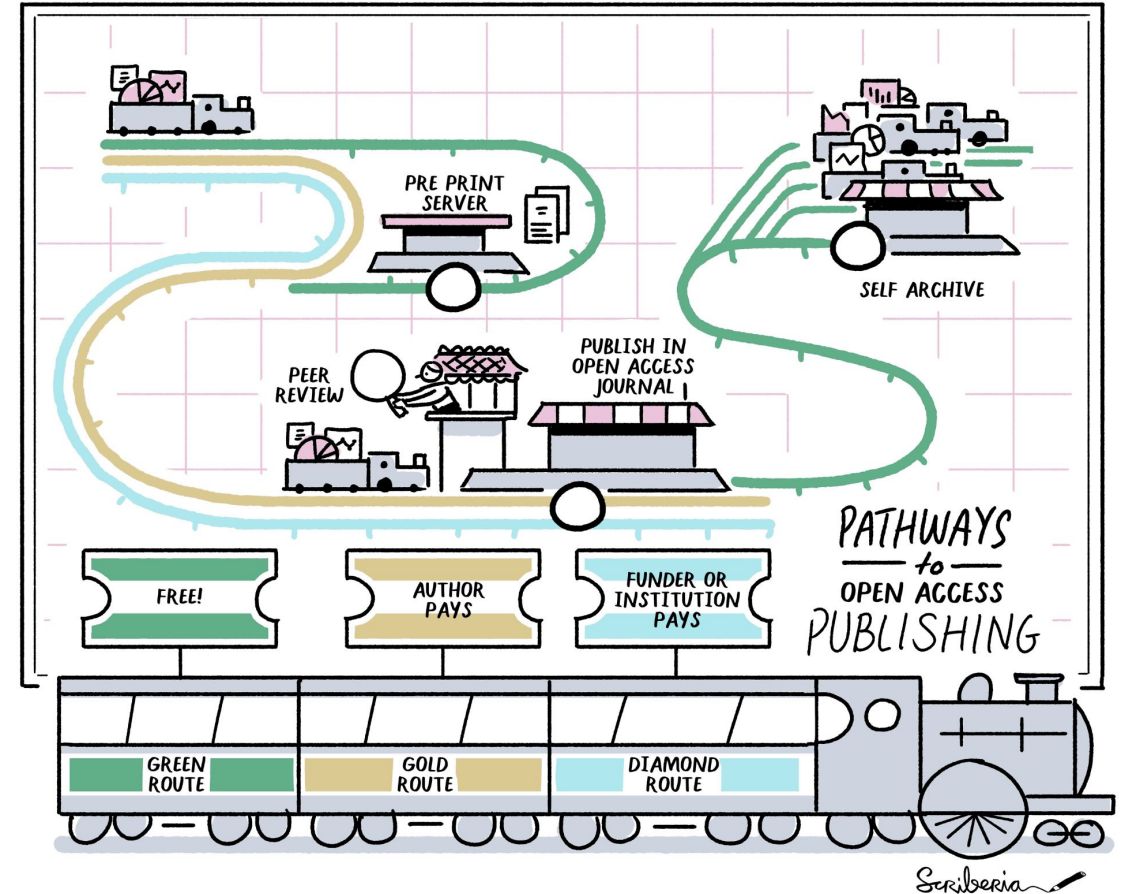 PRE PRINT
SERVER
SELF ARCHIVE
PEER
REVIEW
PUBLISH IN
OPEN ACCESS
JOURNAL
PATHWAYS
to
OPEN ACCESS
PUBLISHING
FREE!
AUTHOR
PAYS
FUNDER OR
INSTITUTION
PAYS
GREEN
ROUTE
GOLD
ROUTE
DIAMOND
ROUTE
Scriberia